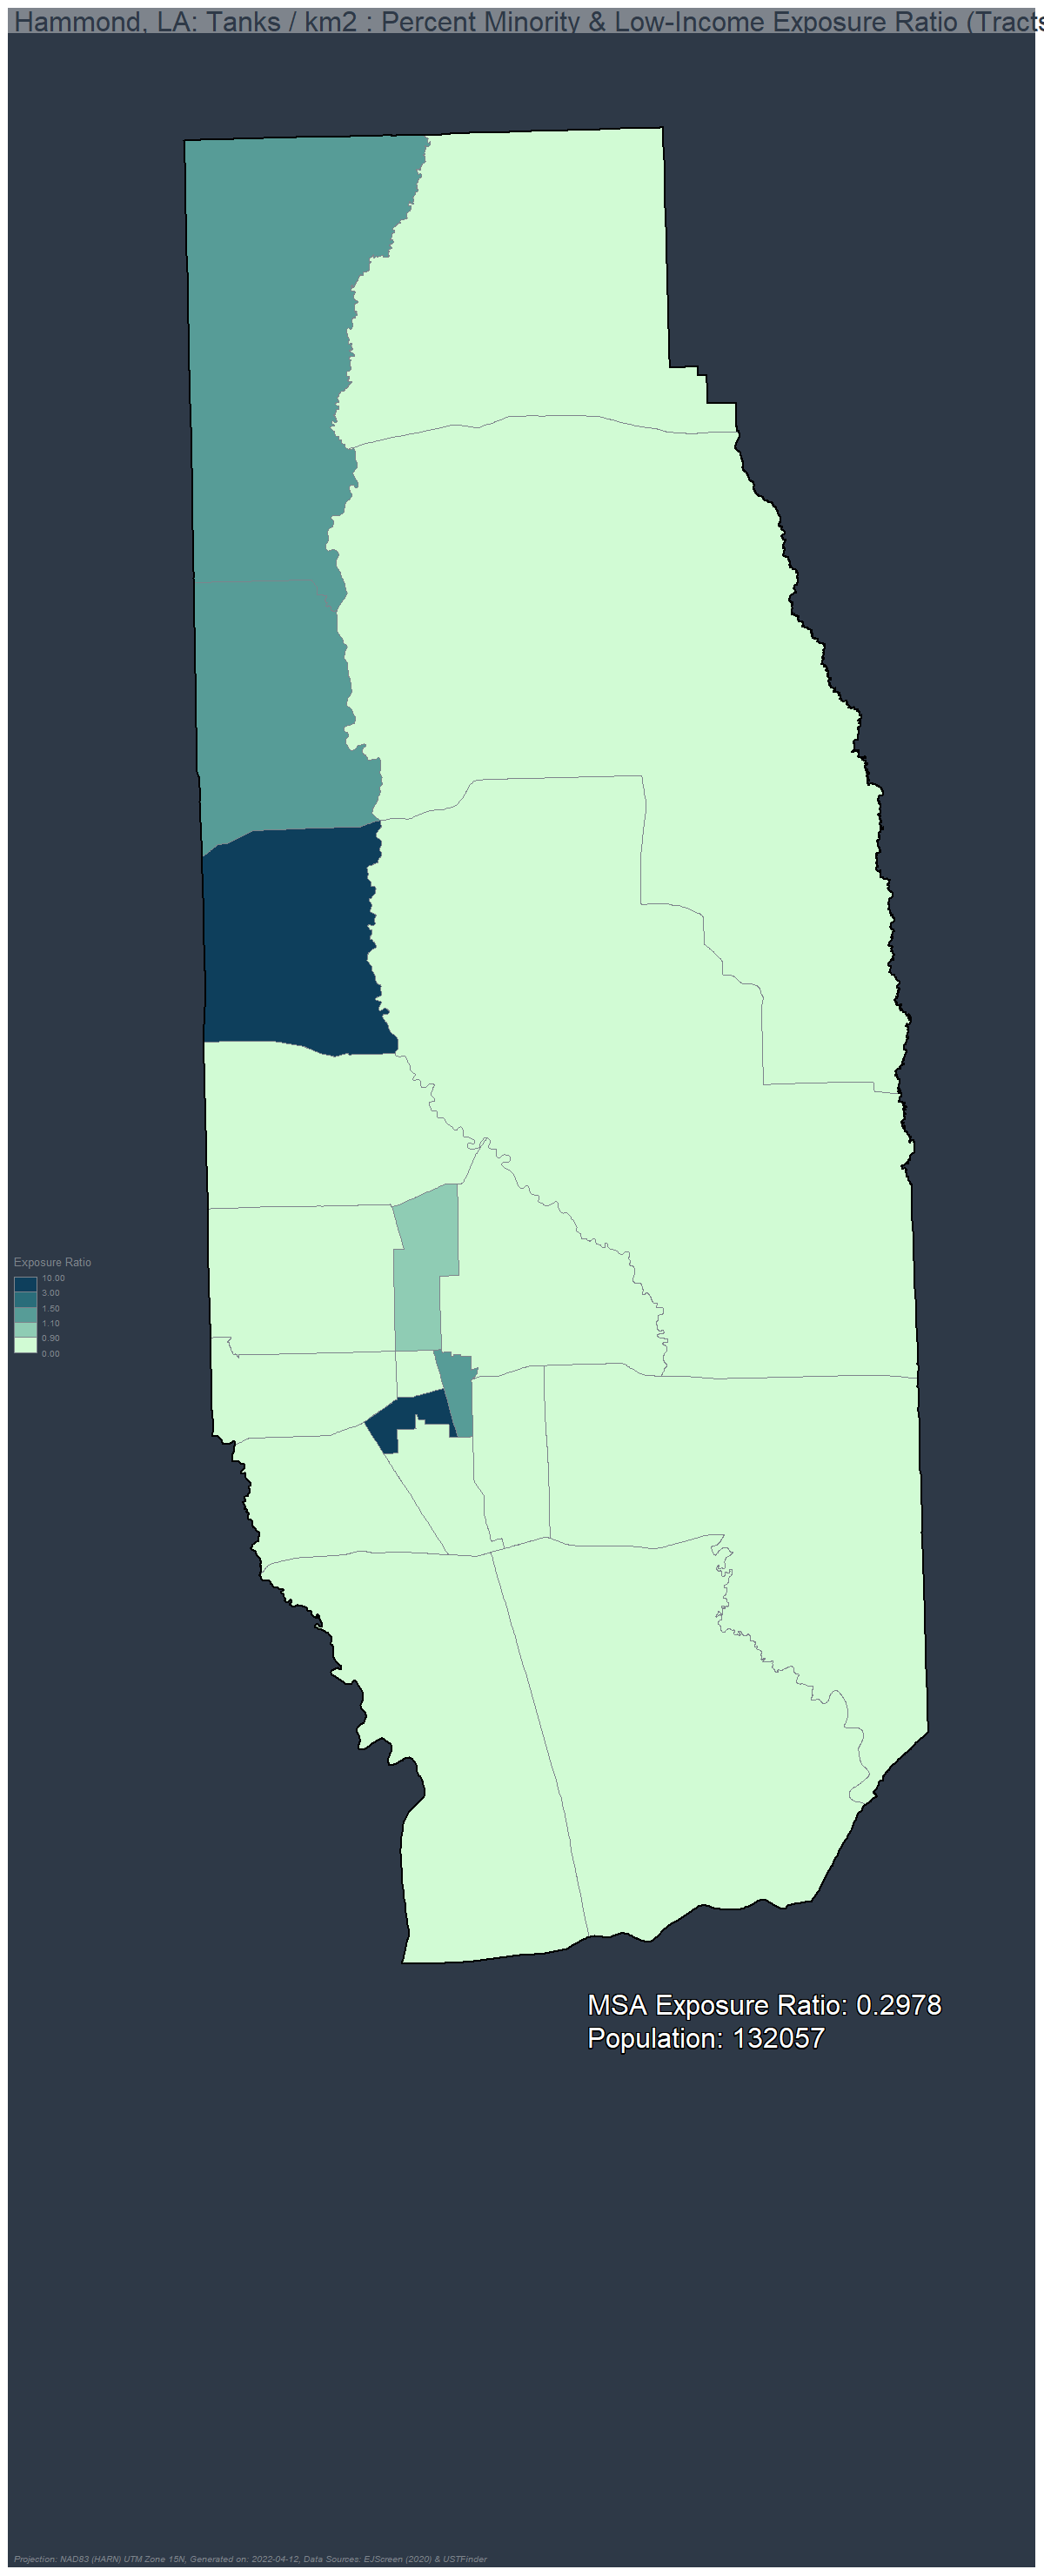 Hammond, LA: Tanks / km2 : Percent Minority & Low-Income Exposure Ratio (Tracts
Exposure Ratio
10.00
3.00
1.50
1.10
0.90
0.00
MSA Exposure Ratio: 0.2978
Population: 132057
Projection: NAD83 (HARN) UTM Zone 15N, Generated on: 2022-04-12, Data Sources: EJScreen (2020) & USTFinder